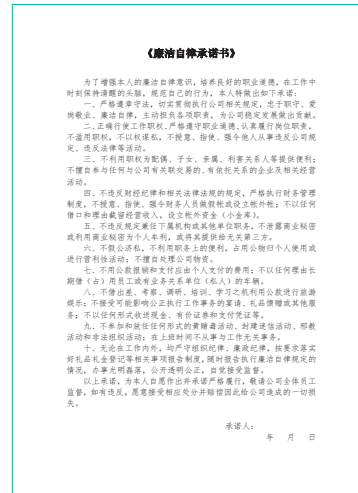 《廉洁自律承诺书》
为了增强本人的廉洁自律意识，培养良好的职业道德，在工作中
时刻保持清醒的头脑，规范自己的行为，本人特做出如下承诺：
一、严格遵章守法，切实贯彻执行公司相关规定，忠于职守、爱
岗敬业、廉洁自律，主动担负各项职责，为公司稳定发展做出贡献。
二、正确行使工作职权、严格遵守职业道德、认真履行岗位职责，
不滥用职权，不以权谋私，不授意、指使、强令他人从事违反公司规
定、违反法律等活动。
三、不利用职权为配偶、子女、亲属、利害关系人等提供便利；
不擅自参与任何与公司有关联交易的、有依托关系的企业及相关经营
活动。
四、不违反财经纪律和相关法律法规的规定，严格执行财务管理
制度，不授意、指使、强令财务人员做假帐或设立帐外帐；不以任何
借口和理由截留经营收入，设立帐外资金（小金库）。
五、不违反规定兼任下属机构或其他单位职务，不泄露商业秘密
或利用商业秘密为个人牟利，或将其提供给无关第三方。
六、不假公济私，不利用职务上的便利，占用公物归个人使用或
进行营利性活动；不擅自处理公司物资。
七、不用公款报销和支付应由个人支付的费用；不以任何理由长
期借（占）用员工或有业务关系单位（私人）的车辆。
八、不借出差、考察、调研、培训、学习之机利用公款进行旅游
娱乐；不接受可能影响公正执行工作事务的宴请、礼品馈赠或其他服
务；不以任何形式收送现金、有价证券和支付凭证等。
九、不参加和放任任何形式的黄赌毒活动、封建迷信活动、邪教
活动和非法组织活动；在上班时间不从事与工作无关事务。
十、无论在工作内外，均严守组织纪律、廉政纪律，按要求落实
好礼品礼金登记等相关事项报告制度，随时报告执行廉洁自律规定的
情况，办事光明磊落，公开透明公正，自觉接受监督。
以上承诺，为本人自愿作出并承诺严格履行，敬请公司全体员工
监督，如有违反，愿意接受相应处分并赔偿因此给公司造成的一切损
失。
承诺人：
年 月 日